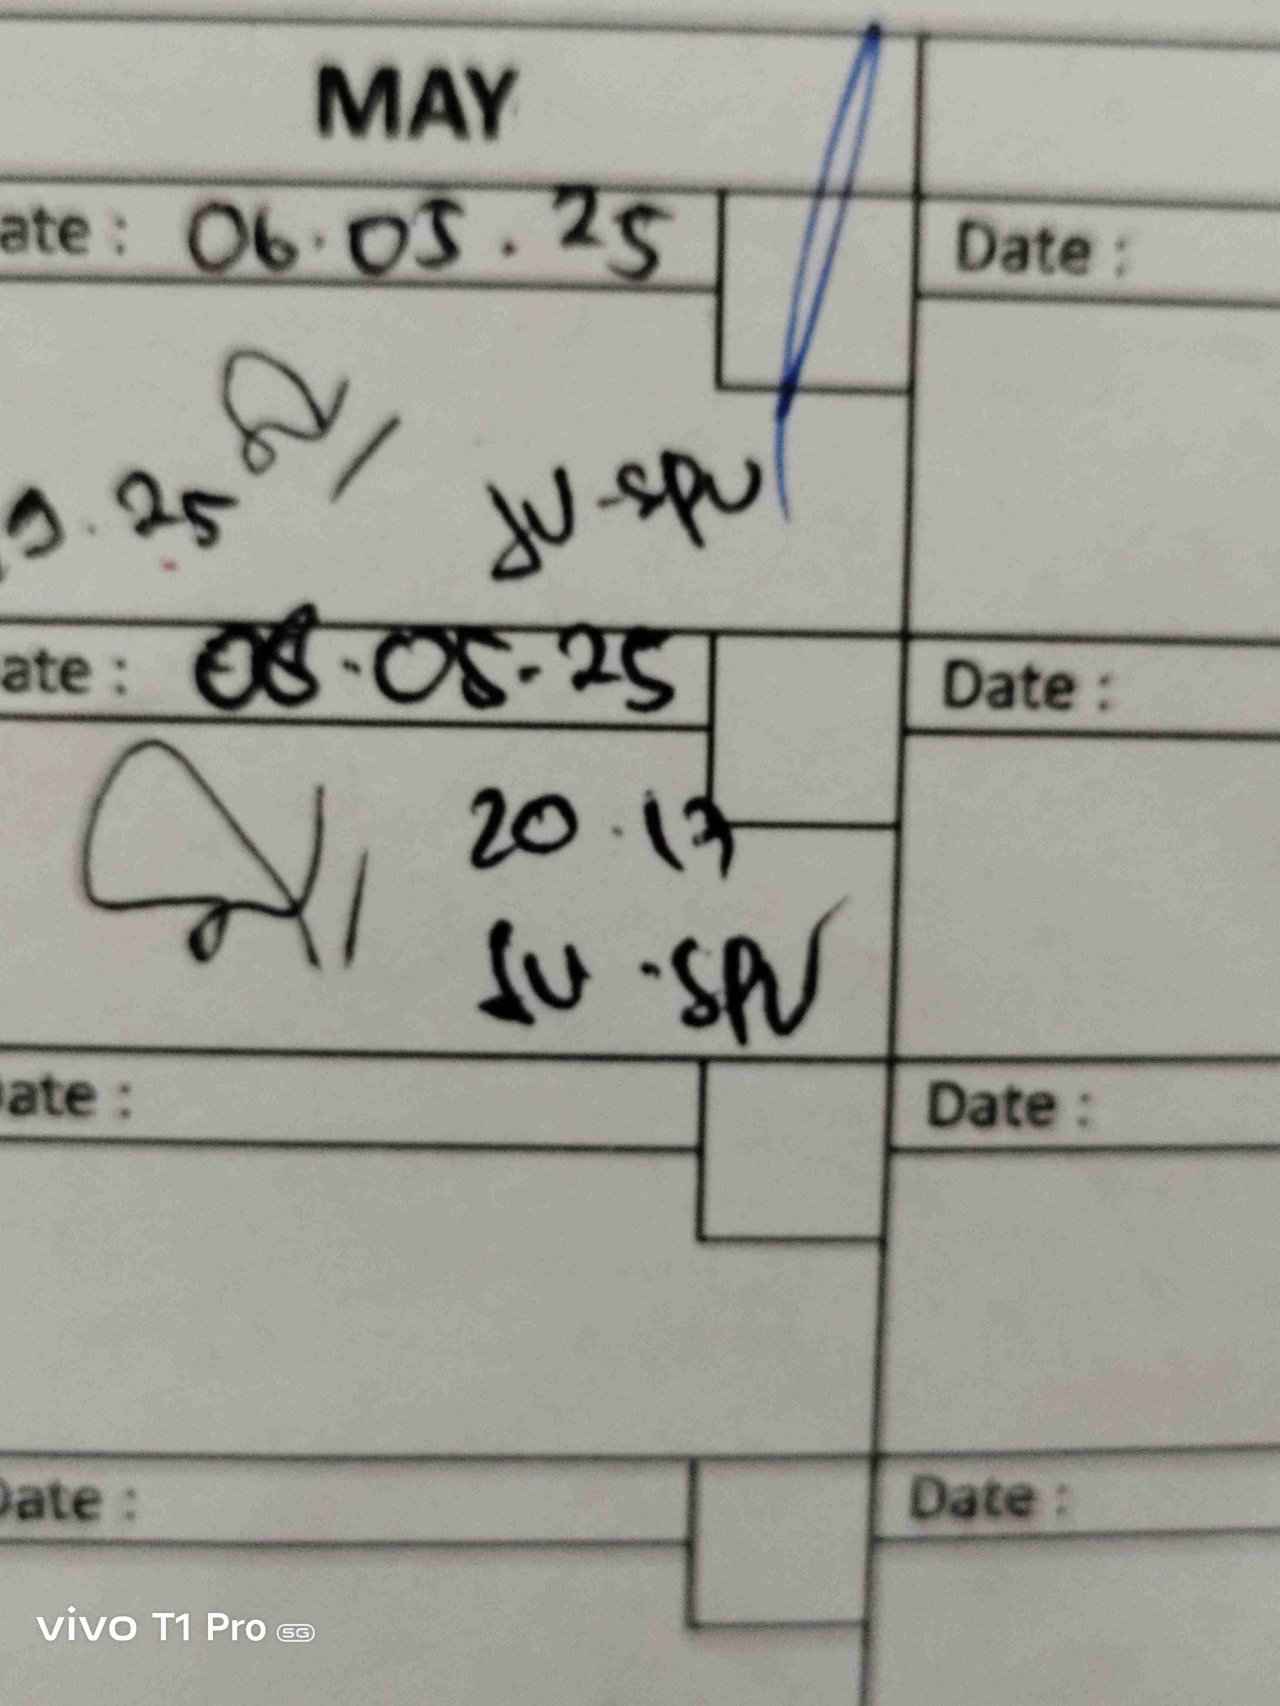 MAY
ate : 06.05.25
Date :
. 25
JU-SPV
ate : 08.05-25
Date :
20.17
JU.SPV
ate :
Date :
Date :
Date :
vivo T1 Pro 5G